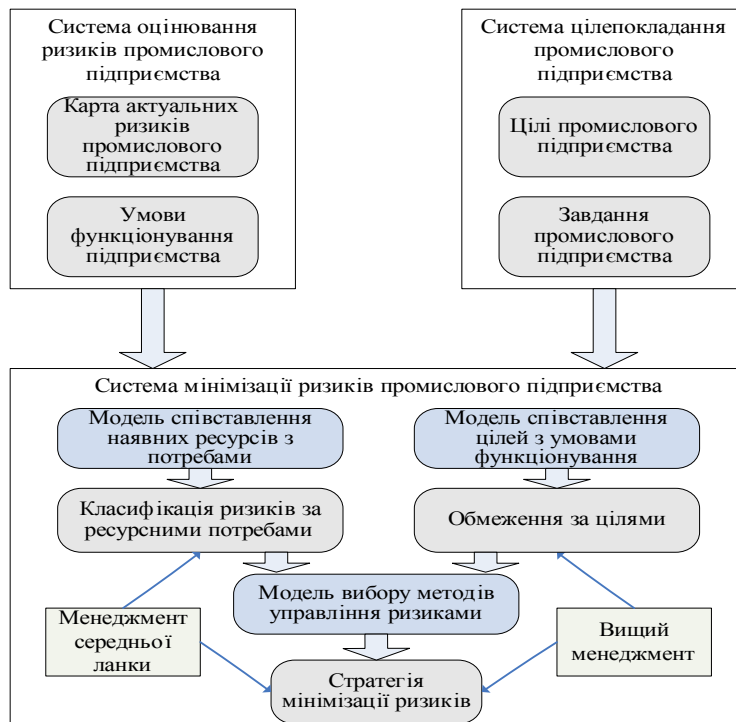 Система оцінювання
ризиків промислового
підприємства
Карта актуальних
ризиків
промислового
підприємства
Умови
функціонування
підприємства
Система цілепокладання
промислового
підприємства
Цілі промислового
підприємства
Завдання
промислового
підприємства
Система мінімізації ризиків промислового підприємства
Модель співставлення
наявних ресурсів з
потребами
Модель співставлення
цілей з умовами
функціонування
Класифікація ризиків за
ресурсними потребами
Обмеження за цілями
Модель вибору методів
управління ризиками
Менеджмент
середньої
ланки
Вищий
менеджмент
Стратегія
мінімізації ризиків